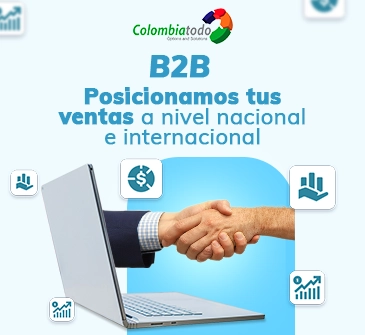 Colombiatodo
Options and Solutions
B2B
Posicionamos tus
ventas a nivel nacional
e internacional
$